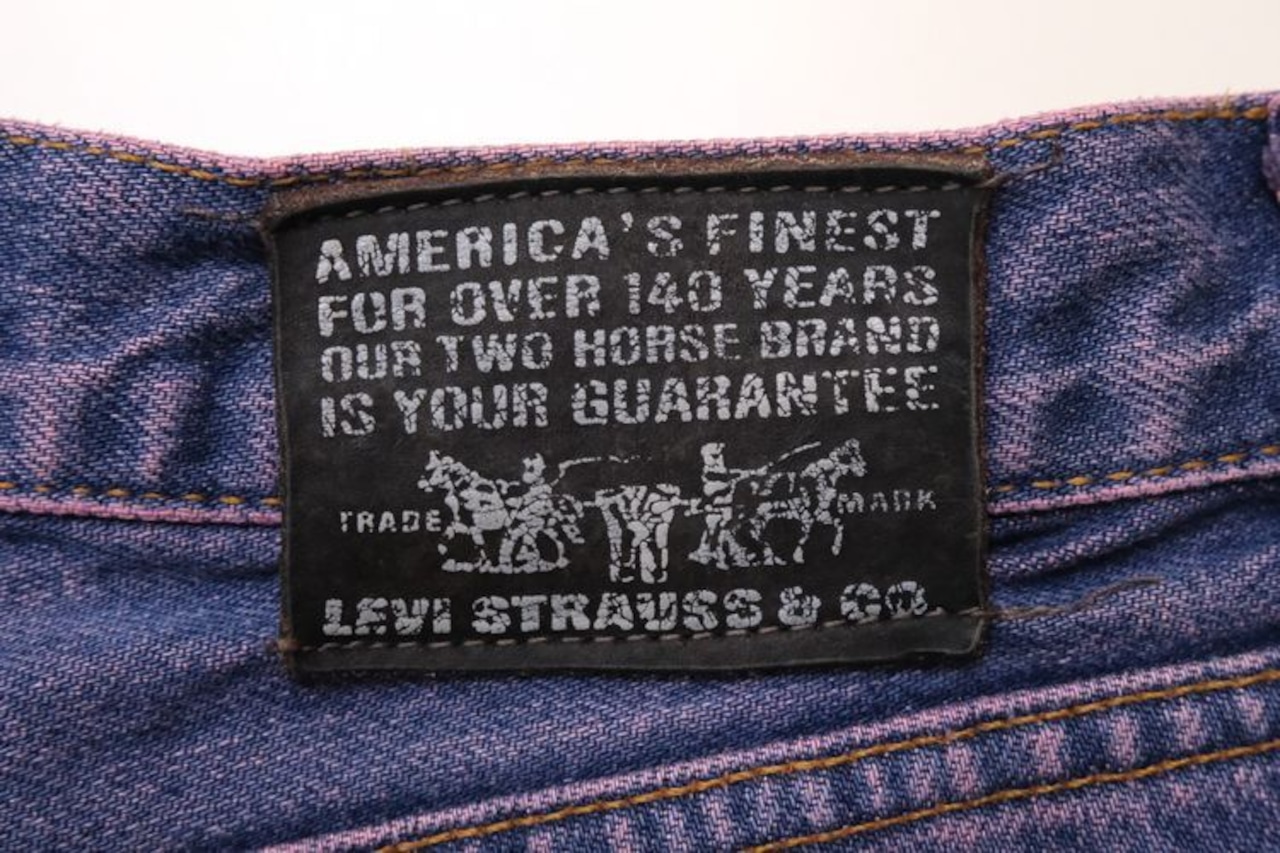 AMERICA'S FINEST
FOR OVER 140 YEARS
OUR TWO HORSE BRAND
IS YOUR GUARANTEE
TRADE MARK
LEVI STRAUSS & CO.